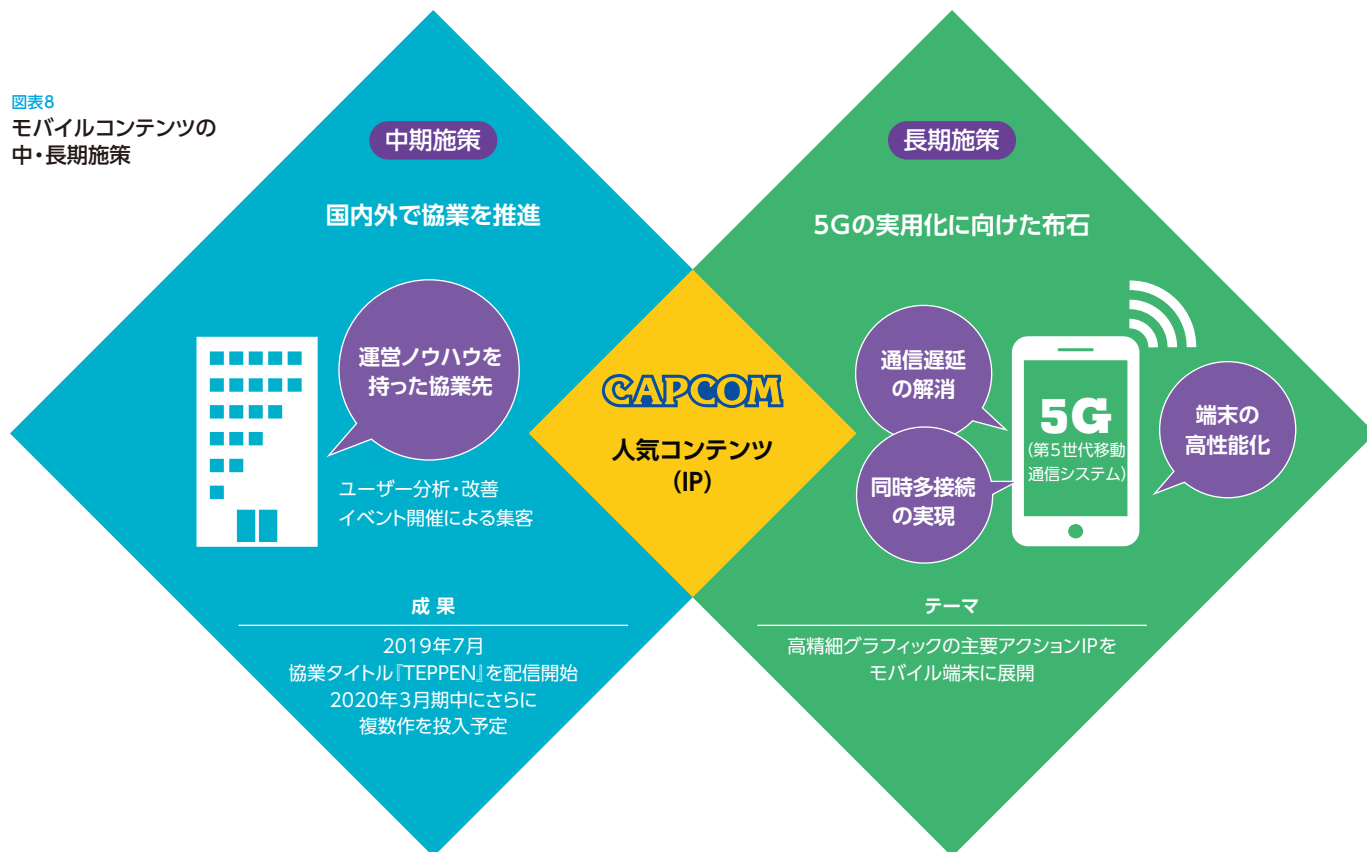 図表8
モバイルコンテンツの
中・長期施策
中期施策
国内外で協業を推進
運営ノウハウを
持った協業先
ユーザー分析・改善
イベント開催による集客
成果
2019年7月
協業タイトル『TEPPEN』を配信開始
2020年3月期中にさらに
複数作を投入予定
CAPCOM
人気コンテンツ
(IP)
長期施策
5Gの実用化に向けた布石
通信遅延
の解消
同時多接続
の実現
5G
(第5世代移動
通信システム)
端末の
高性能化
テーマ
高精細グラフィックの主要アクションIPを
モバイル端末に展開